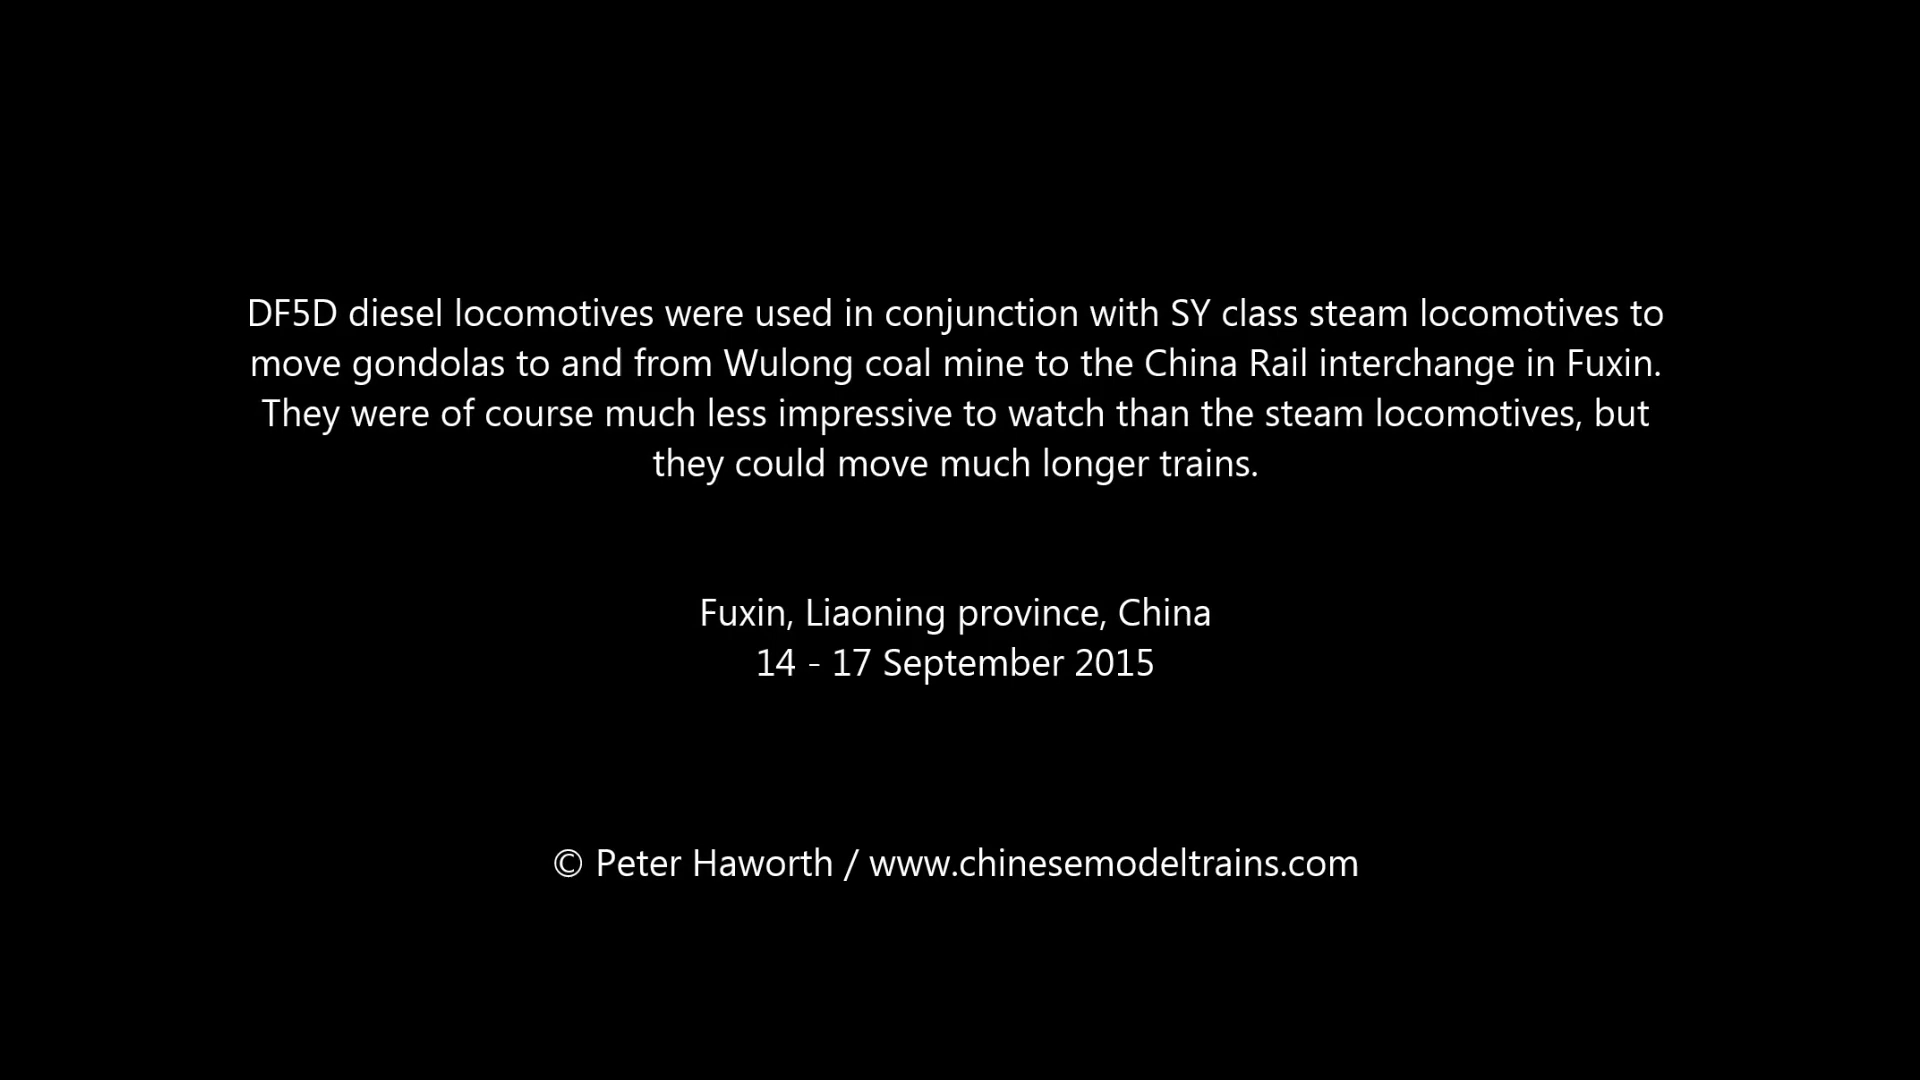 DF5D diesel locomotives were used in conjunction with SY class steam locomotives to
move gondolas to and from Wulong coal mine to the China Rail interchange in Fuxin.
They were of course much less impressive to watch than the steam locomotives, but
they could move much longer trains.
Fuxin, Liaoning province, China
14 - 17 September 2015
© Peter Haworth / www.chinesemodeltrains.com